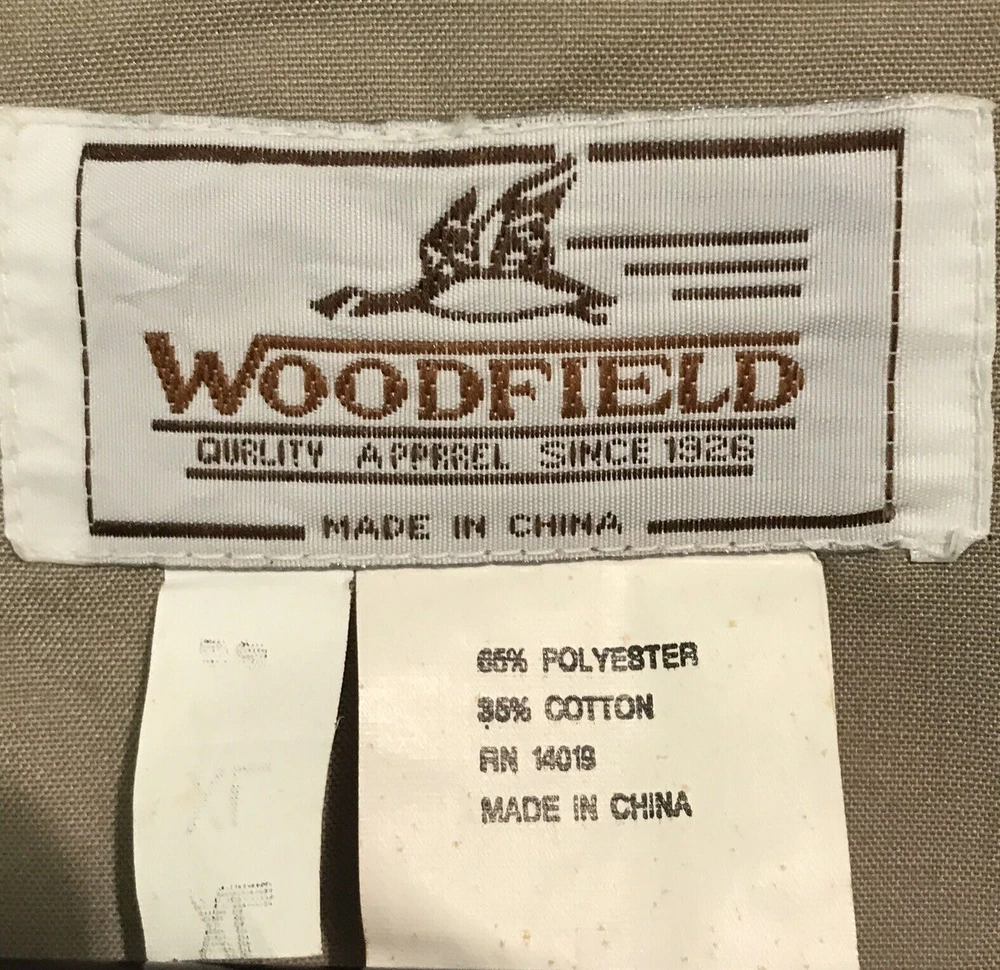 WOODFIELD
QUALITY APPAREL SINCE 1926
MADE IN CHINA
65% POLYESTER
35% COTTON
RN 14019
MADE IN CHINA